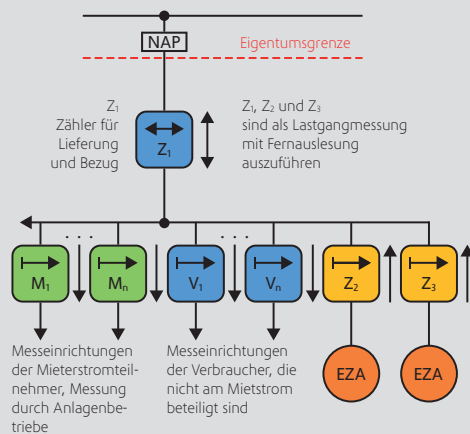 NAP
Eigentumsgrenze
Z1
Zähler für
Lieferung
und Bezug
Z1
Z1, Z2 und Z3
sind als Lastgangmessung
mit Fernauslesung
auszuführen
. . .
. . .
M1
Mn
V1
Vn
Z2
Z3
Messeinrichtungen
der Mieterstromteil-
nehmer, Messung
durch Anlagenbe-
triebe
Messeinrichtungen
der Verbraucher, die
nicht am Mietstrom
beteiligt sind
EZA
EZA